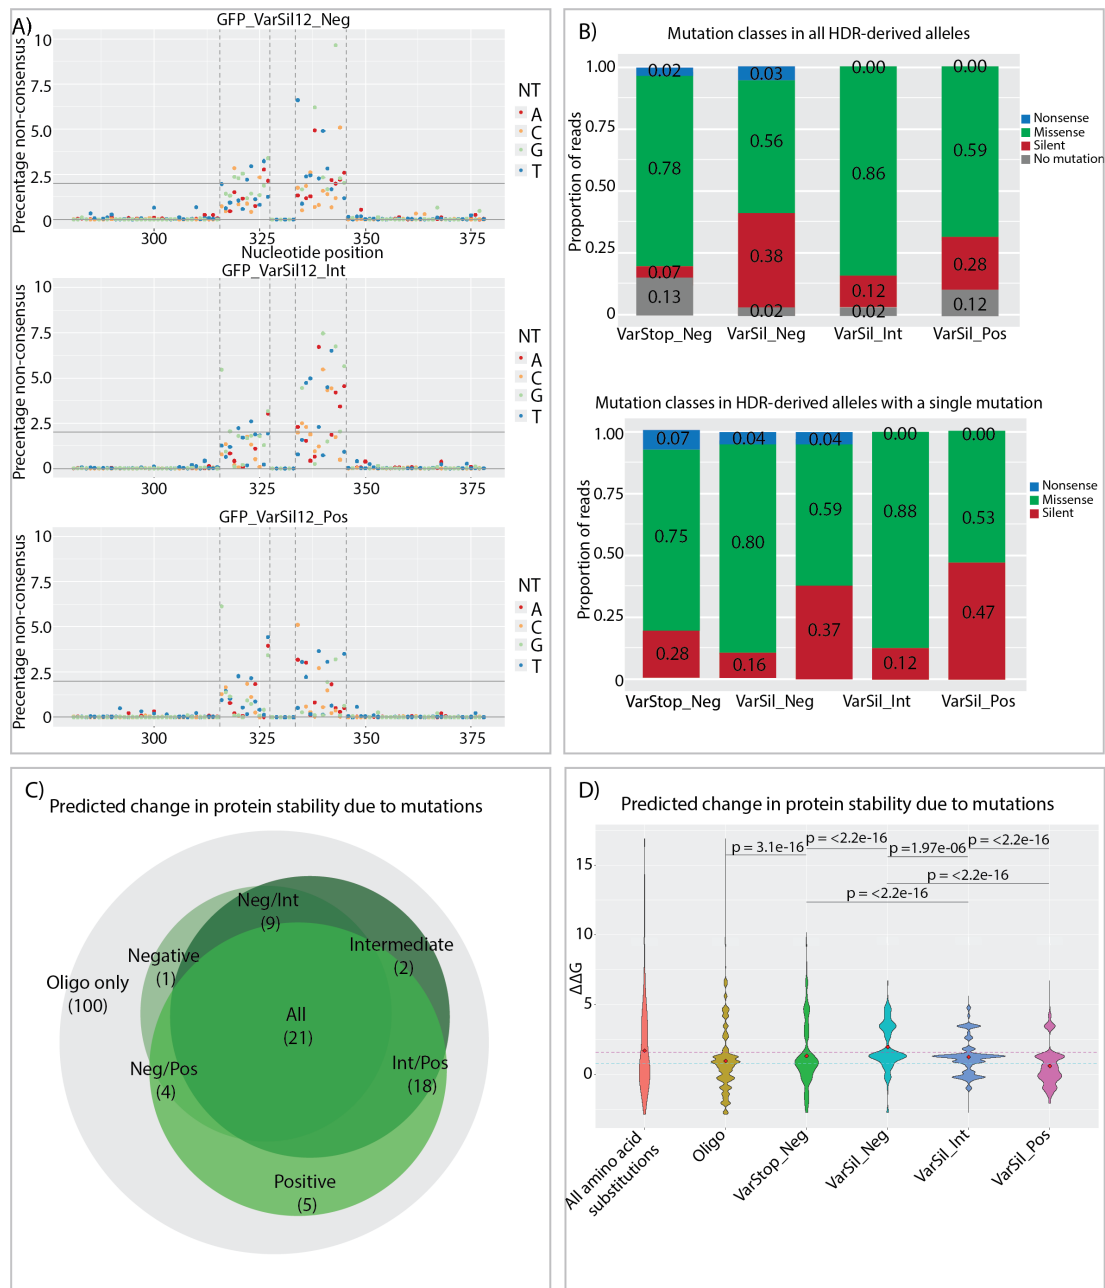 A)
GFP_VarSil12_Neg
Precentage non-consensus
10
7.5
5.0
2.5
0
300
325
350
375
NT
A
C
G
T
Nucleotide position
GFP_VarSil12_Int
Precentage non-consensus
10
7.5
5.0
2.5
0
300
325
350
375
NT
A
C
G
T
GFP_VarSil12_Pos
Precentage non-consensus
10
7.5
5.0
2.5
0
300
325
350
375
NT
A
C
G
T
B)
Mutation classes in all HDR-derived alleles
Proportion of reads
1.00
0.75
0.50
0.25
0
0.02
0.78
0.07
0.13
0.03
0.56
0.38
0.02
0.00
0.86
0.12
0.02
0.00
0.59
0.28
0.12
VarStop_Neg
VarSil_Neg
VarSil_Int
VarSil_Pos
Nonsense
Missense
Silent
No mutation
Mutation classes in HDR-derived alleles with a single mutation
Proportion of reads
1.00
0.75
0.50
0.25
0
0.07
0.75
0.28
0.04
0.80
0.16
0.04
0.59
0.37
0.00
0.88
0.12
0.00
0.53
0.47
VarStop_Neg
VarSil_Neg
VarSil_Int
VarSil_Pos
Nonsense
Missense
Silent
C)
Predicted change in protein stability due to mutations
Neg/Int
(9)
Intermediate
(2)
Negative
(1)
Oligo only
(100)
All
(21)
Neg/Pos
(4)
Int/Pos
(18)
Positive
(5)
D)
Predicted change in protein stability due to mutations
ΔΔG
15
10
5
0
p = 3.1e-16
p = <2.2e-16
p =1.97e-06
p = <2.2e-16
p = <2.2e-16
p = <2.2e-16
All amino acid
substitutions
Oligo
VarStop_Neg
VarSil_Neg
VarSil_Int
VarSil_Pos